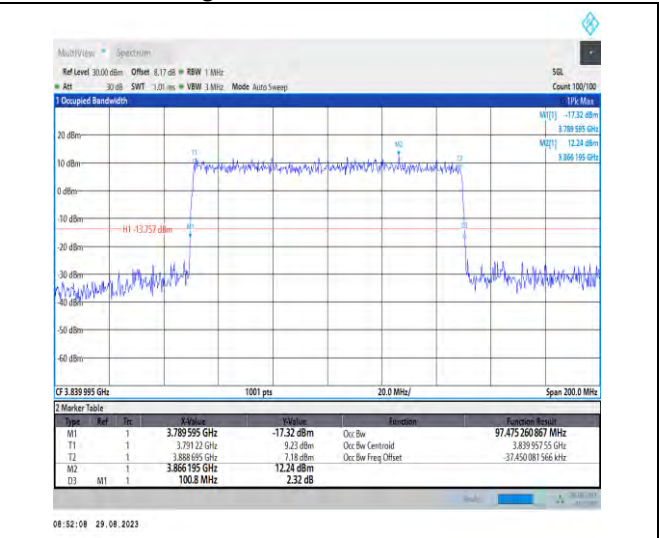 MultiView Spectrum
Ref Level 30.00 dBm Offset 8.17 dB RBW 1 MHz SGL
Att 30 dB SWT 1.01 ms VBW 3 MHz Mode Auto Sweep Count 100/100
1 Occupied Bandwidth 1Pk Max
M1[1] -17.32 dBm
3.789 595 GHz
M2[1] 12.24 dBm
3.866 195 GHz
20 dBm
M2
T1
T2
10 dBm
0 dBm
-10 dBm
H1 -13.757 dBm
M1
D3
-20 dBm
-30 dBm
-40 dBm
-50 dBm
-60 dBm
CF 3.839 995 GHz 1001 pts 20.0 MHz/ Span 200.0 MHz
2 Marker Table
Type Ref Trc X-Value Y-Value Function Function Result
M1 1 3.789 595 GHz -17.32 dBm Occ Bw 97.475 260 867 MHz
T1 1 3.791 22 GHz 9.23 dBm Occ Bw Centroid 3.839 957 55 GHz
T2 1 3.888 695 GHz 7.18 dBm Occ Bw Freq Offset -37.450 081 566 kHz
M2 1 3.866 195 GHz 12.24 dBm
D3 M1 1 100.8 MHz 2.32 dB
08:52:08 29.08.2023